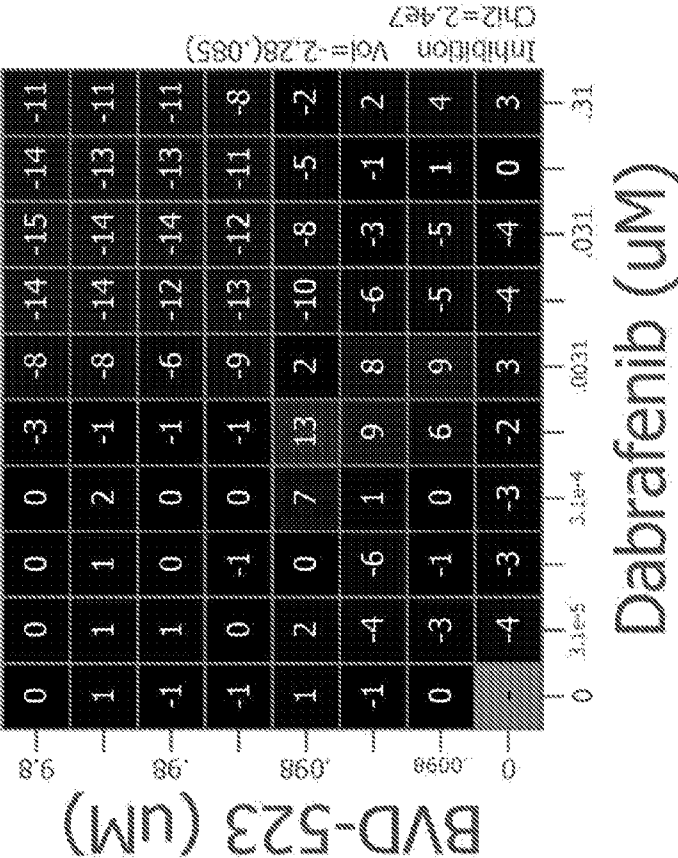 BVD-523 (uM)
9.8 0 0 0 0 -3 -8 -14 -15 -14 -11
1 1 1 2 -1 -8 -14 -14 -13 -11
.98 -1 1 0 0 -1 -6 -12 -14 -13 -11
-1 0 -1 0 -1 -9 -13 -12 -11 -8
.098 1 2 0 7 13 2 -10 -8 -5 -2
-1 -4 -6 1 9 8 -6 -3 -1 2
.0098 0 -3 -1 0 6 9 -5 -5 1 4
0 - -4 -3 -3 -2 3 -4 -4 0 3
0 3.1e-5 3.1e-4 .0031 .031 .31
Dabrafenib (uM)
Inhibition Vol=-2.28(.085)
Chi2=2.4e7